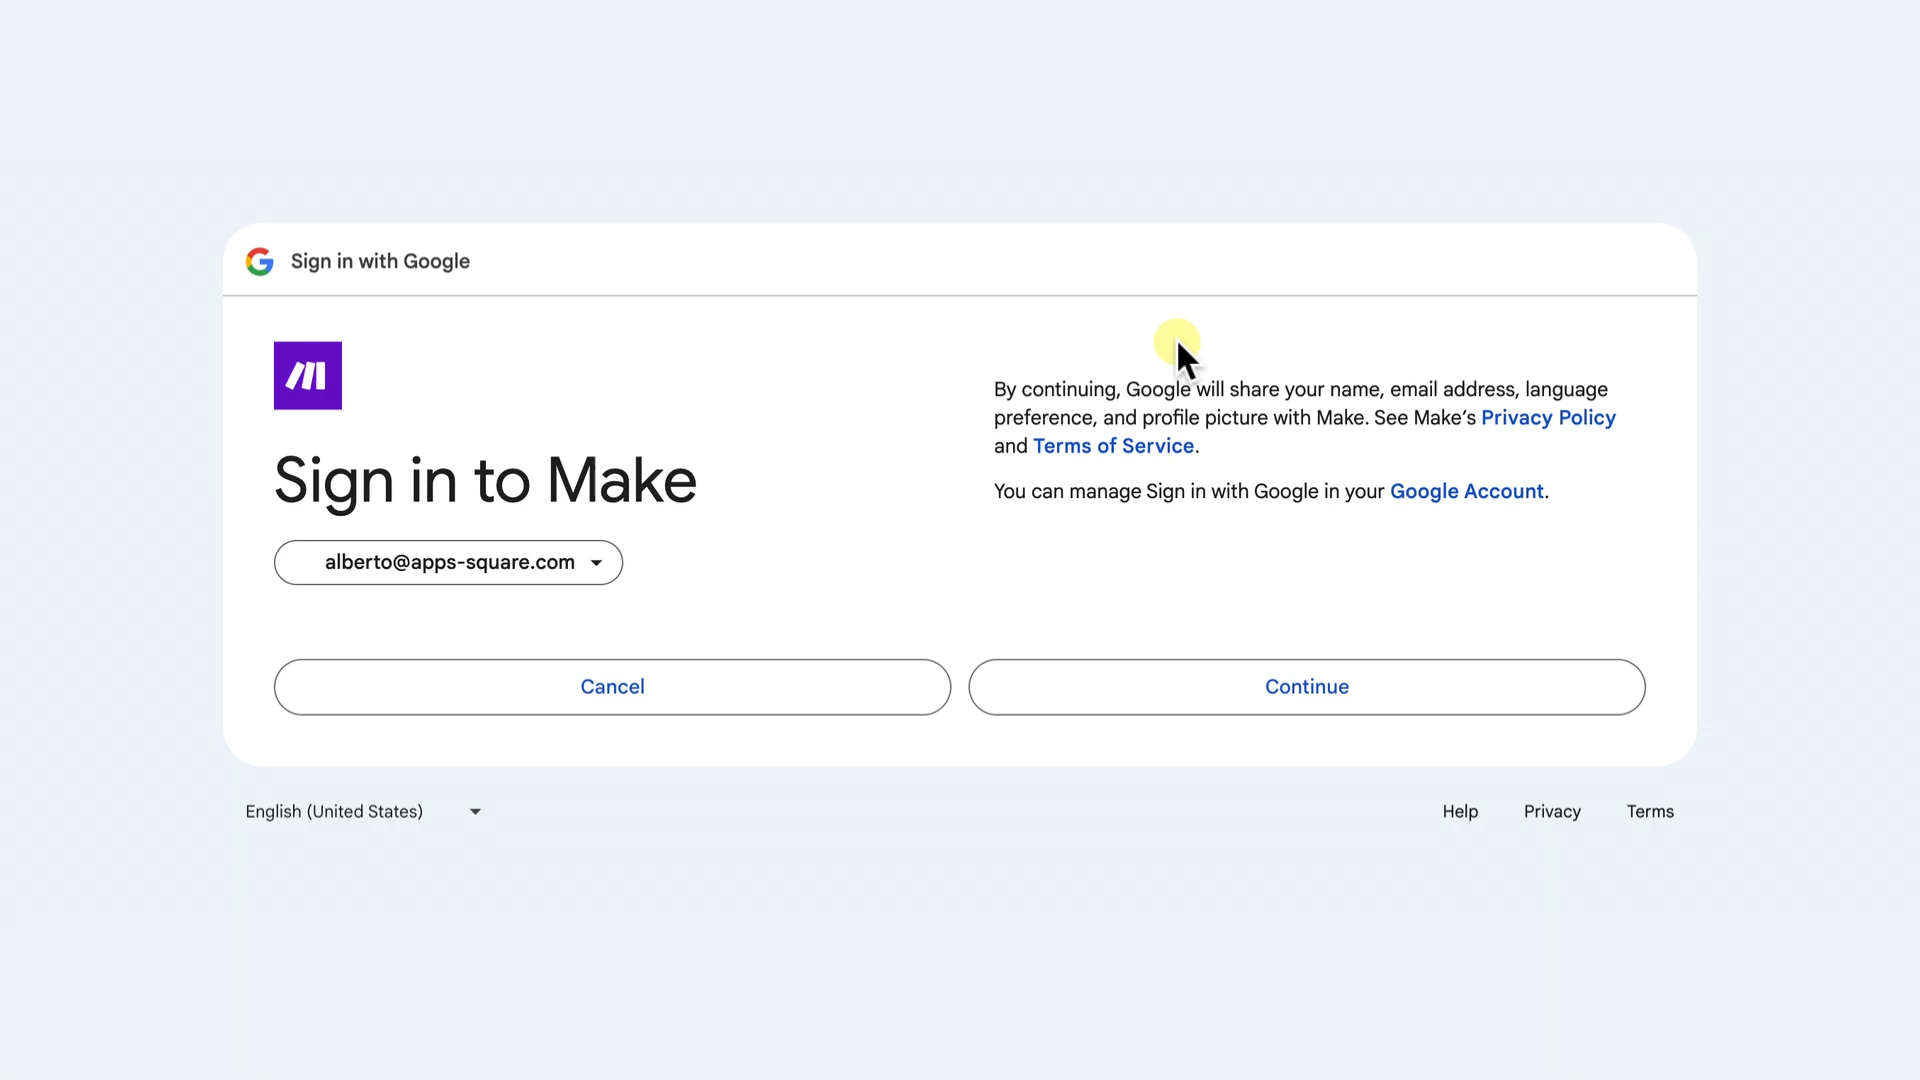 Sign in with Google
Sign in to Make
alberto@apps-square.com
By continuing, Google will share your name, email address, language
preference, and profile picture with Make. See Make’s Privacy Policy
and Terms of Service.
You can manage Sign in with Google in your Google Account.
Cancel
Continue
English (United States)
Help
Privacy
Terms